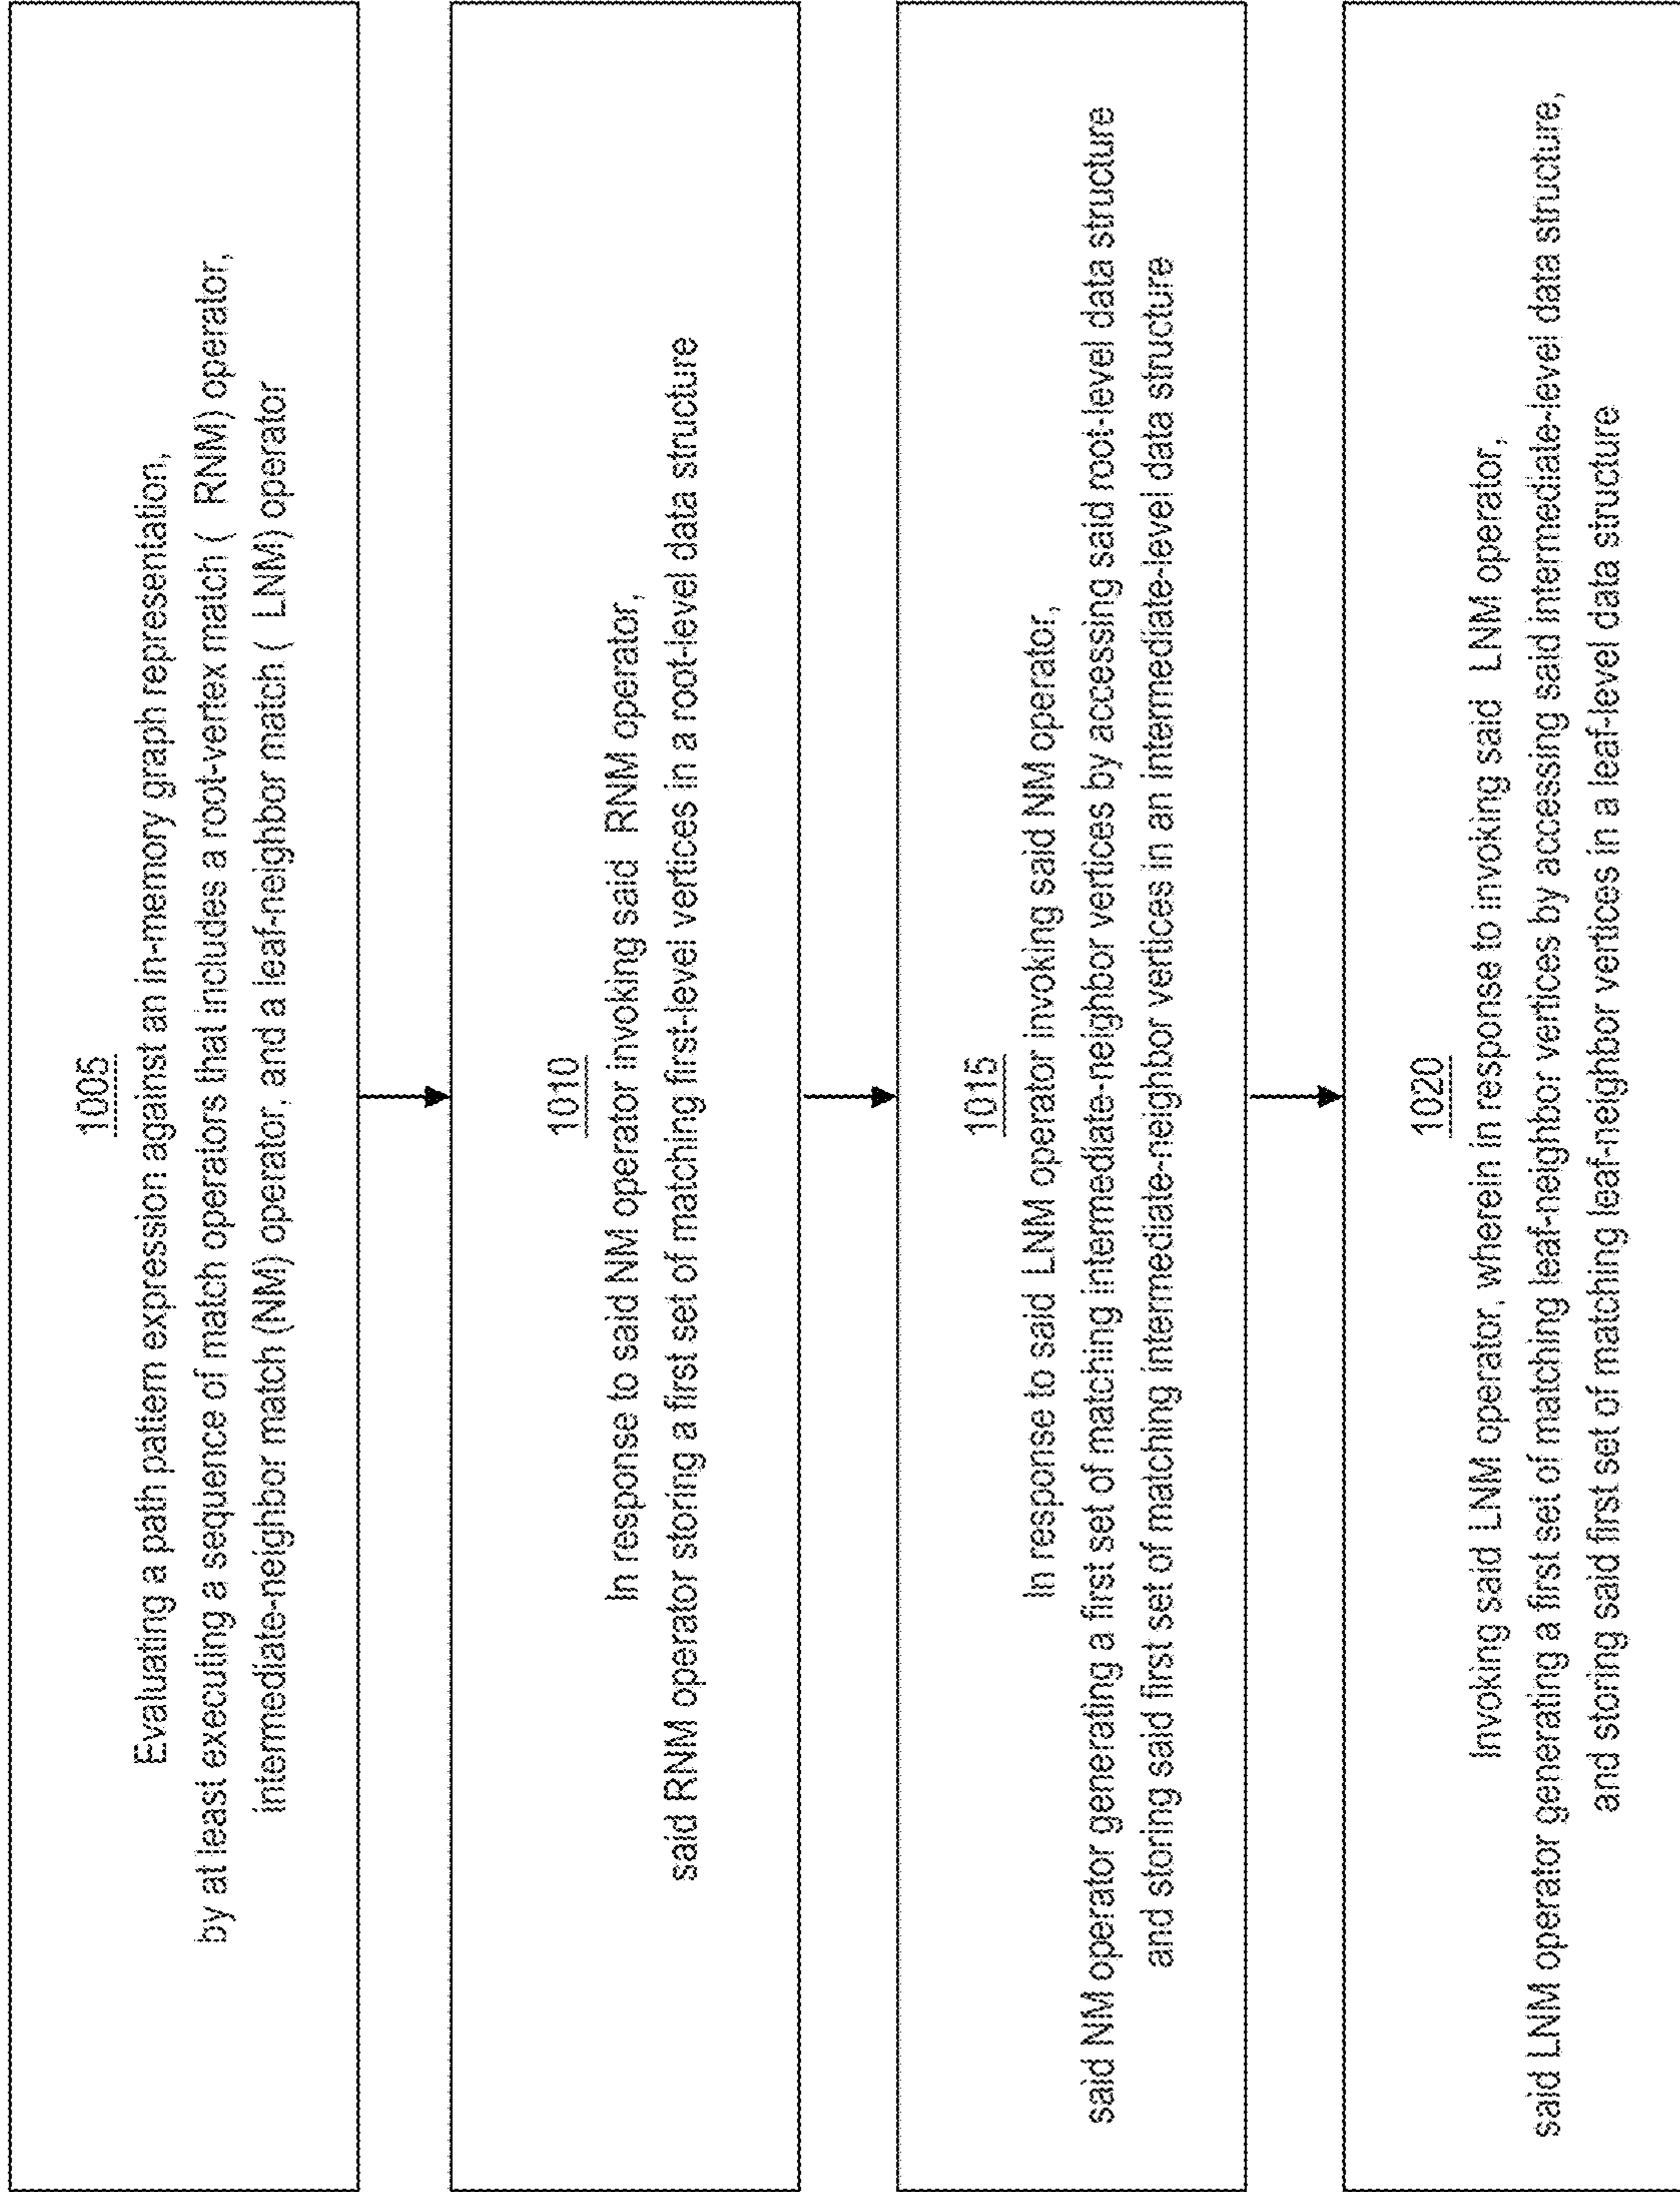 1005
Evaluating a path pattern expression against an in-memory graph representation,
by at least executing a sequence of match operators that includes a root-vertex match ( RNM) operator,
intermediate-neighbor match (NM) operator, and a leaf-neighbor match ( LNM) operator
1010
In response to said NM operator invoking said RNM operator,
said RNM operator storing a first set of matching first-level vertices in a root-level data structure
1015
In response to said LNM operator invoking said NM operator,
said NM operator generating a first set of matching intermediate-neighbor vertices by accessing said root-level data structure
and storing said first set of matching intermediate-neighbor vertices in an intermediate-level data structure
1020
Invoking said LNM operator, wherein in response to invoking said LNM operator,
said LNM operator generating a first set of matching leaf-neighbor vertices by accessing said intermediate-level data structure,
and storing said first set of matching leaf-neighbor vertices in a leaf-level data structure